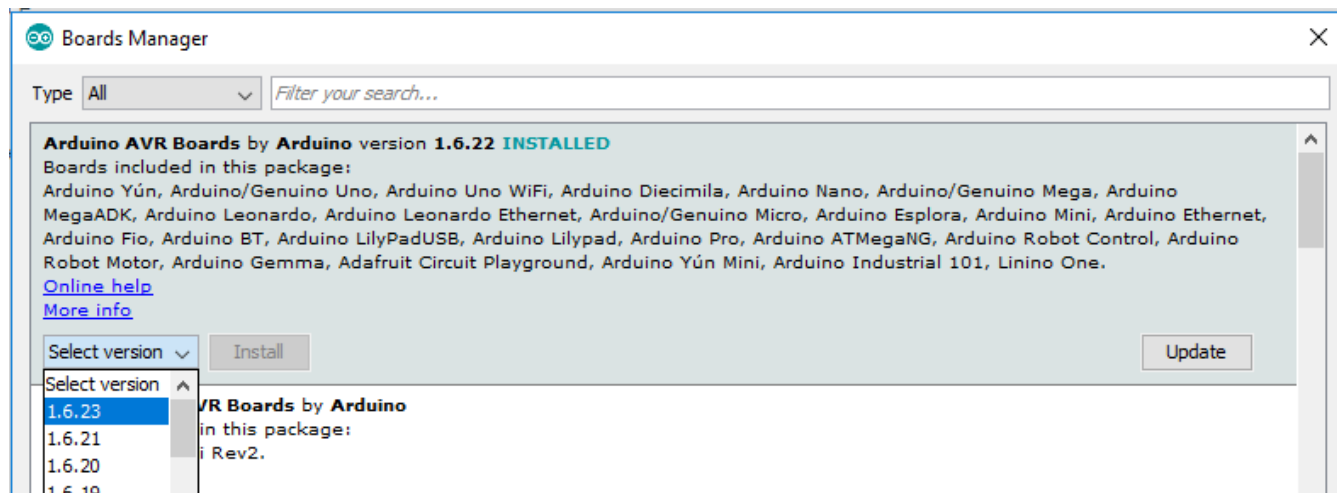 Boards Manager
Type All Filter your search...
Arduino AVR Boards by Arduino version 1.6.22 INSTALLED
Boards included in this package:
Arduino Yún, Arduino/Genuino Uno, Arduino Uno WiFi, Arduino Diecimila, Arduino Nano, Arduino/Genuino Mega, Arduino
MegaADK, Arduino Leonardo, Arduino Leonardo Ethernet, Arduino/Genuino Micro, Arduino Esplora, Arduino Mini, Arduino Ethernet,
Arduino Fio, Arduino BT, Arduino LilyPadUSB, Arduino Lilypad, Arduino Pro, Arduino ATMegaNG, Arduino Robot Control, Arduino
Robot Motor, Arduino Gemma, Adafruit Circuit Playground, Arduino Yún Mini, Arduino Industrial 101, Linino One.
Online help
More info
Select version Install Update
Select version
1.6.23 VR Boards by Arduino
1.6.21 in this package:
1.6.20 i Rev2.
1.6.19